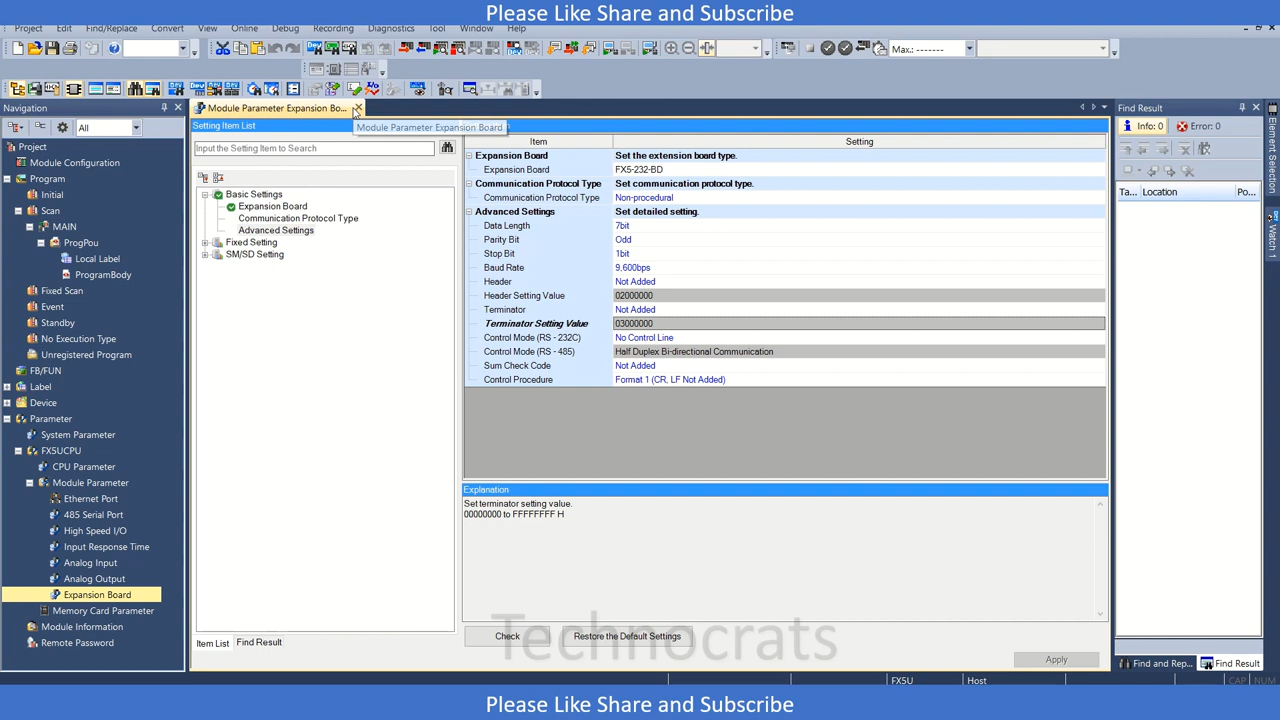 Please Like Share and Subscribe
Project Edit Find/Replace Convert View Online Debug Recording Diagnostics Tool Window Help
Max.: -------
Navigation
All
Project
Module Configuration
Program
Initial
Scan
MAIN
ProgPou
Local Label
ProgramBody
Fixed Scan
Event
Standby
No Execution Type
Unregistered Program
FB/FUN
Label
Device
Parameter
System Parameter
FX5UCPU
CPU Parameter
Module Parameter
Ethernet Port
485 Serial Port
High Speed I/O
Input Response Time
Analog Input
Analog Output
Expansion Board
Memory Card Parameter
Module Information
Remote Password
Module Parameter Expansion Bo...
Module Parameter Expansion Board
Setting Item List
Input the Setting Item to Search
Basic Settings
Expansion Board
Communication Protocol Type
Advanced Settings
Fixed Setting
SM/SD Setting
Item List Find Result
Item Setting
Expansion Board Set the extension board type.
Expansion Board FX5-232-BD
Communication Protocol Type Set communication protocol type.
Communication Protocol Type Non-procedural
Advanced Settings Set detailed setting.
Data Length 7bit
Parity Bit Odd
Stop Bit 1bit
Baud Rate 9,600bps
Header Not Added
Header Setting Value 02000000
Terminator Not Added
Terminator Setting Value 03000000
Control Mode (RS - 232C) No Control Line
Control Mode (RS - 485) Half Duplex Bi-directional Communication
Sum Check Code Not Added
Control Procedure Format 1 (CR, LF Not Added)
Explanation
Set terminator setting value.
00000000 to FFFFFFFF H
Check Restore the Default Settings
Technocrats
Apply
Find Result
Info: 0 Error: 0
Ta... Location Po...
Find and Rep... Find Result
Element Selection
Watch 1
FX5U Host CAP NUM
Please Like Share and Subscribe